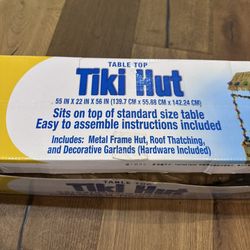 TABLE TOP
Tiki Hut
55 IN X 22 IN X 56 IN (139.7 CM X 55.88 CM X 142.24 CM)
Sits on top of standard size table
Easy to assemble instructions included
Includes: Metal Frame Hut, Roof Thatching,
and Decorative Garlands (Hardware Included)
TABLE TOP
Tiki Hut